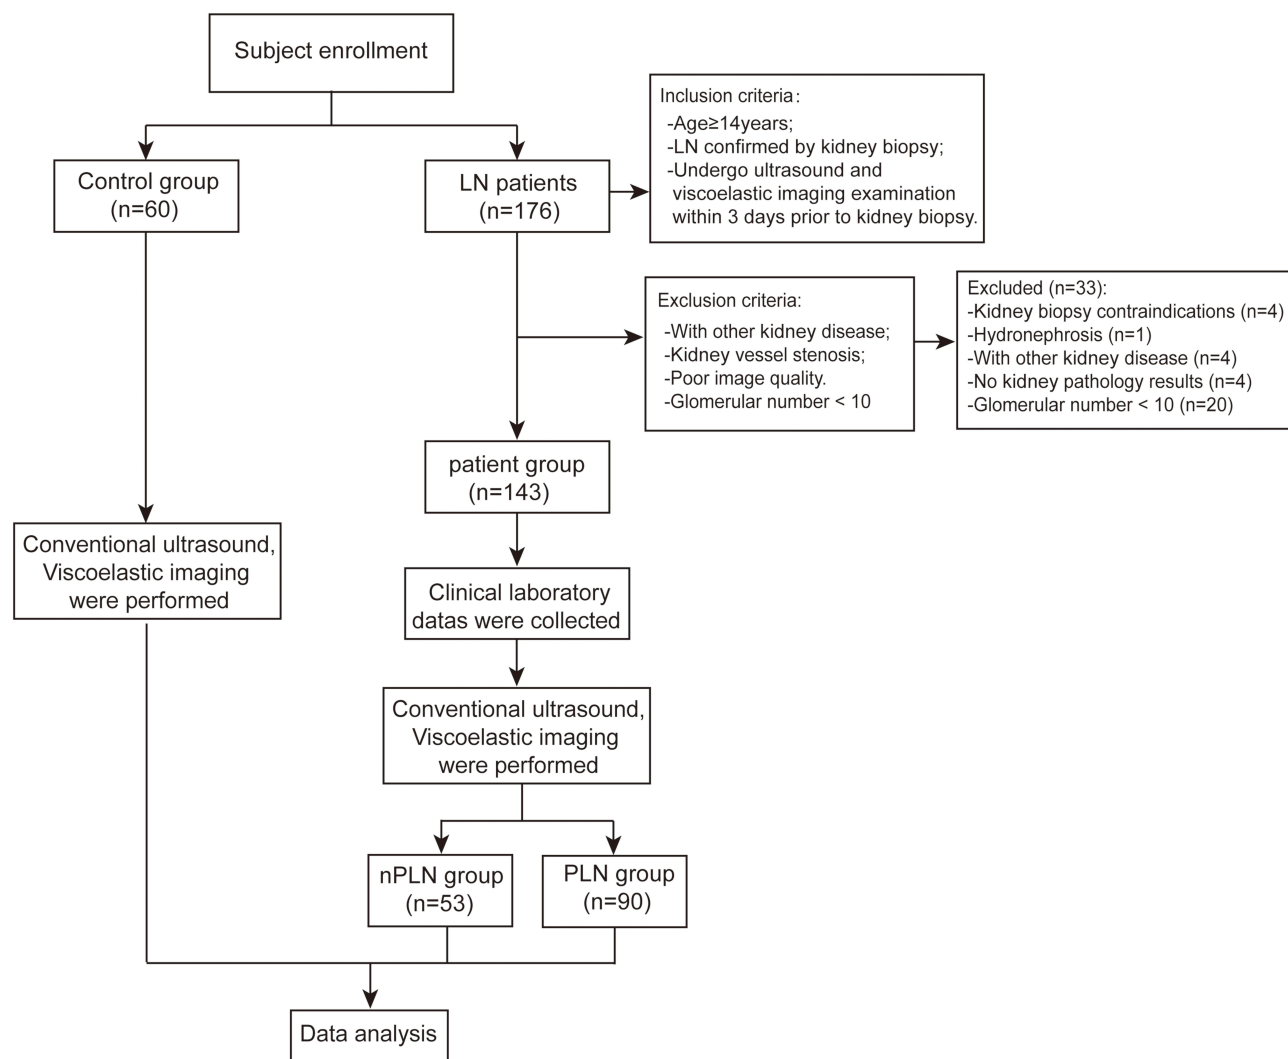 Subject enrollment
Control group
(n=60)
LN patients
(n=176)
Inclusion criteria:
-Age≥14years;
-LN confirmed by kidney biopsy;
-Undergo ultrasound and
viscoelastic imaging examination
within 3 days prior to kidney biopsy.
Exclusion criteria:
-With other kidney disease;
-Kidney vessel stenosis;
-Poor image quality.
-Glomerular number < 10
Excluded (n=33):
-Kidney biopsy contraindications (n=4)
-Hydronephrosis (n=1)
-With other kidney disease (n=4)
-No kidney pathology results (n=4)
-Glomerular number < 10 (n=20)
patient group
(n=143)
Conventional ultrasound,
Viscoelastic imaging
were performed
Clinical laboratory
datas were collected
Conventional ultrasound,
Viscoelastic imaging
were performed
nPLN group
(n=53)
PLN group
(n=90)
Data analysis